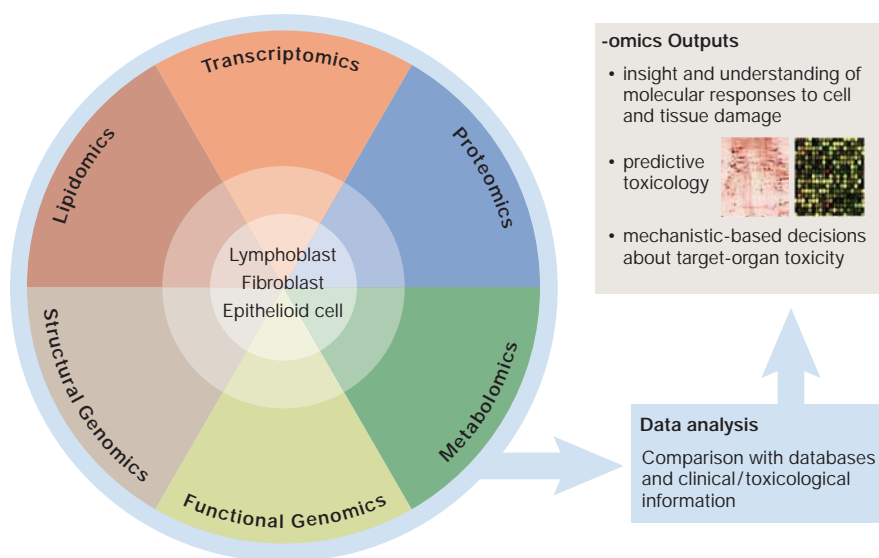 Transcriptomics
Proteomics
Metabolomics
Functional Genomics
Structural Genomics
Lipidomics
Lymphoblast
Fibroblast
Epithelioid cell
-omics Outputs
• insight and understanding of
molecular responses to cell
and tissue damage
• predictive
toxicology
• mechanistic-based decisions
about target-organ toxicity
Data analysis
Comparison with databases
and clinical/toxicological
information